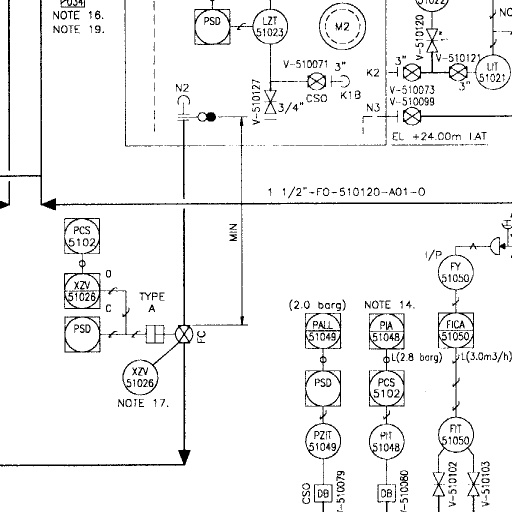 P034
NOTE 16.
NOTE 19.
PSD
LZT
51023
M2
V-510071
3"
CSO
K1B
V-510127
3/4"
N2
51022
V-510120
2"
V-510121
3"
LIT
51021
K2
3"
V-510073
V-510099
N3
EL +24.00m LAT
NO
1 1/2"-FO-510120-A01-0
MIN
PCS
5102
XZV
51026
O
C
PSD
TYPE
A
FC
XZV
51026
NOTE 17.
I/P
FY
51050
(2.0 barg)
NOTE 14.
PALL
51049
PIA
51048
FICA
51050
L(2.8 barg)
L(3.0m3/h)
PSD
PCS
5102
PZIT
51049
PIT
51048
FIT
51050
CSO
DB
V-510079
DB
V-510080
V-510102
V-510103